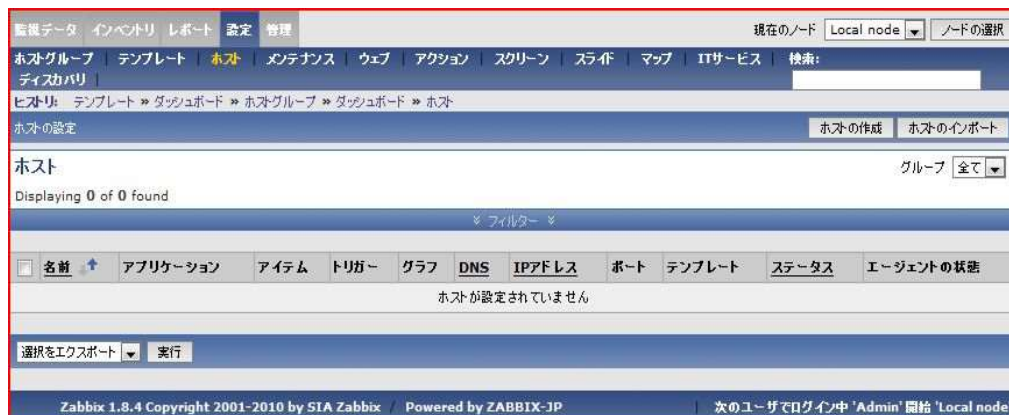 監視データ インベントリ レポート 設定 管理 現在のノード Local node ノードの選択
ホストグループ | テンプレート | ホスト | メンテナンス | ウェブ | アクション | スクリーン | スライド | マップ | ITサービス | 検索:
ディスカバリ |
ヒストリ: テンプレート » ダッシュボード » ホストグループ » ダッシュボード » ホスト
ホストの設定 ホストの作成 ホストのインポート
ホスト グループ 全て
Displaying 0 of 0 found
フィルター
名前 アプリケーション アイテム トリガー グラフ DNS IPアドレス ポート テンプレート ステータス エージェントの状態
ホストが設定されていません
選択をエクスポート 実行
Zabbix 1.8.4 Copyright 2001-2010 by SIA Zabbix / Powered by ZABBIX-JP | 次のユーザでログイン中 'Admin' 開始 'Local node